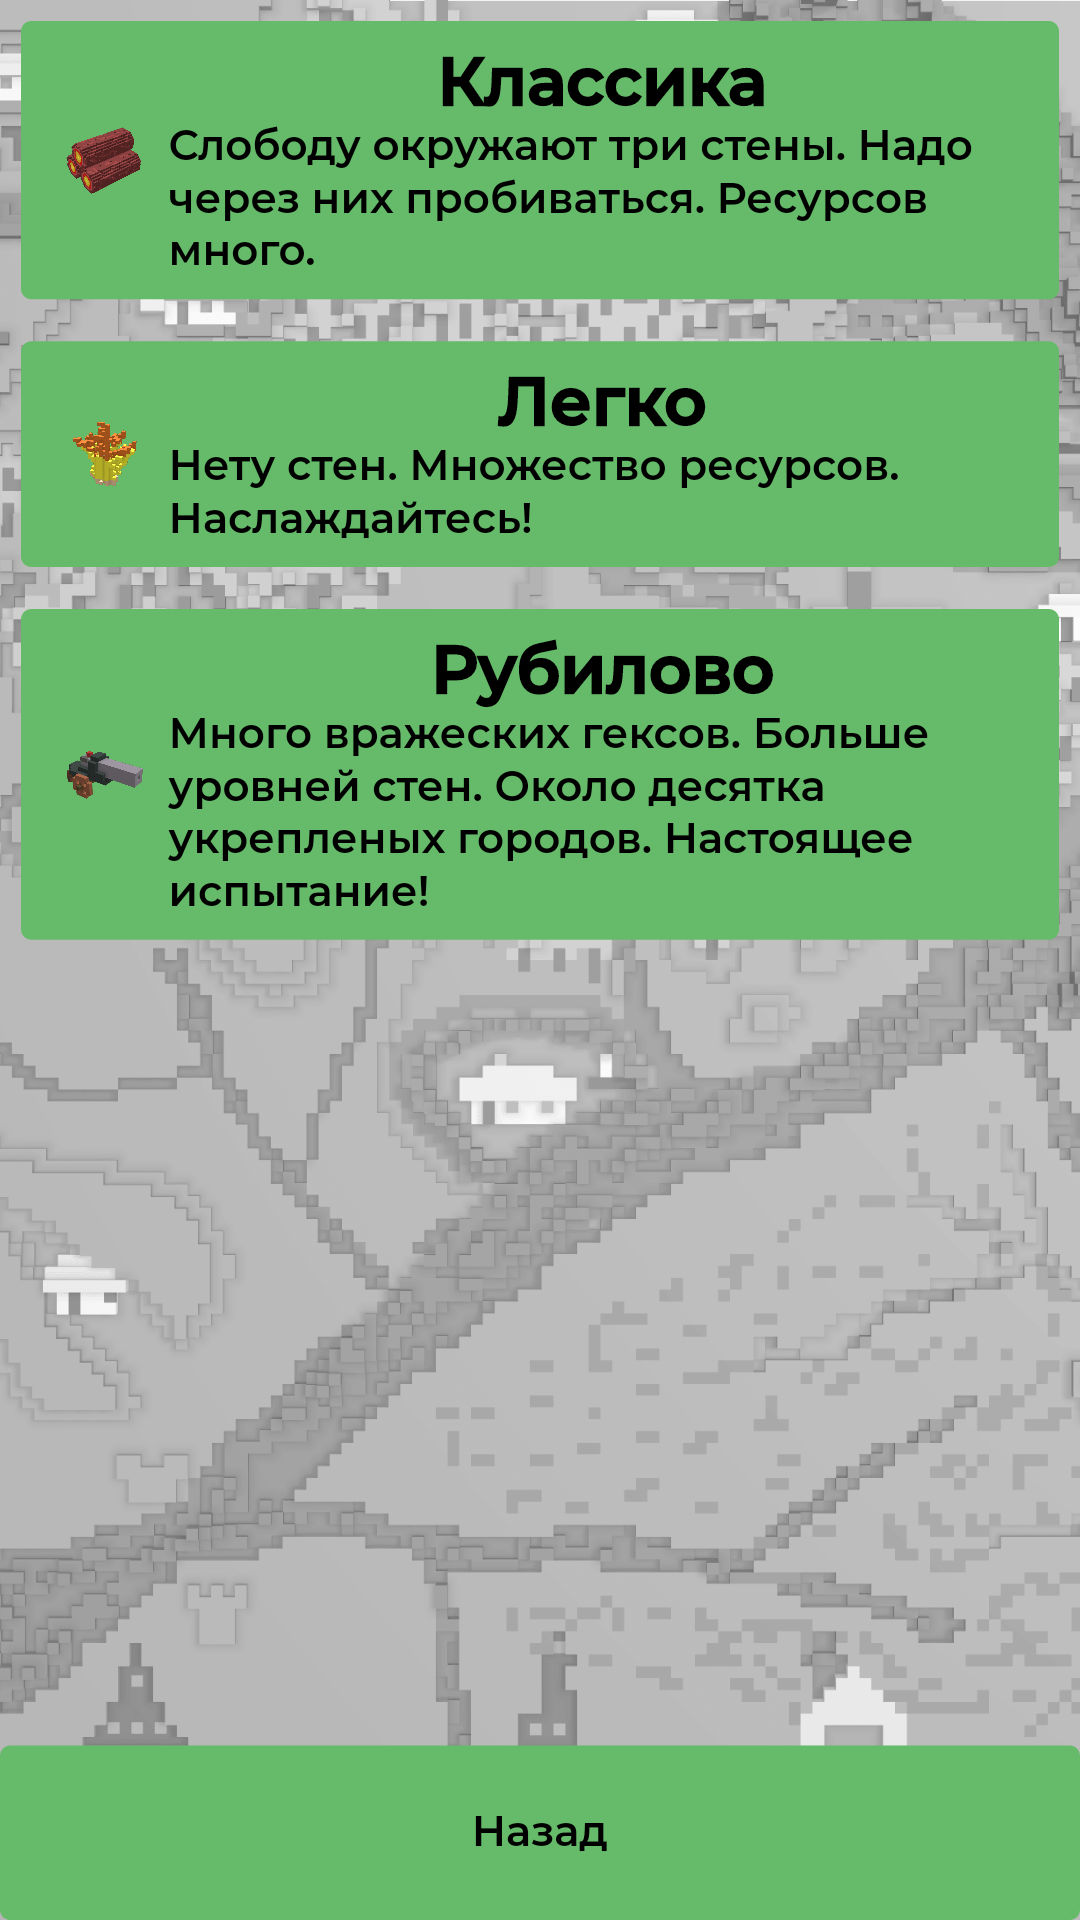 Классика
Слободу окружают три стены. Надо
через них пробиваться. Ресурсов
много.
Легко
Нету стен. Множество ресурсов.
Наслаждайтесь!
Рубилово
Много вражеских гексов. Больше
уровней стен. Около десятка
укрепленых городов. Настоящее
испытание!
Назад